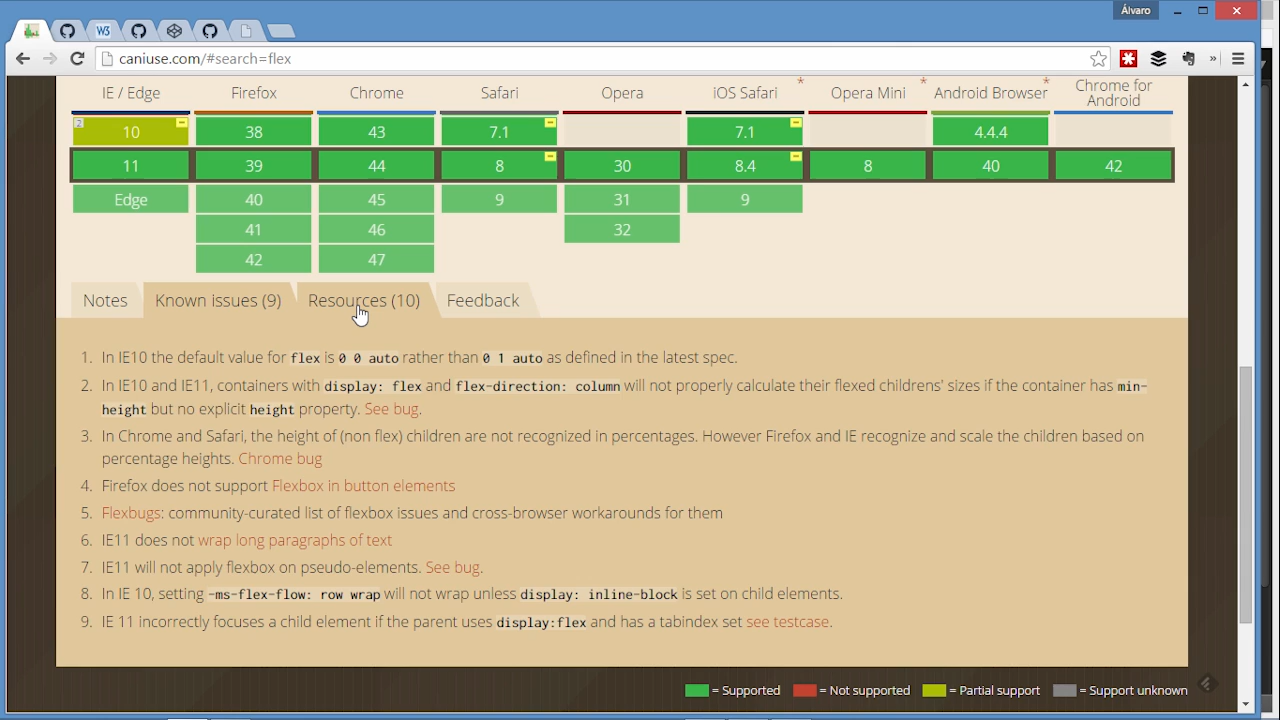 Álvaro
caniuse.com/#search=flex
IE / Edge Firefox Chrome Safari Opera iOS Safari * Opera Mini * Android Browser * Chrome for Android
2 10 - 38 43 7.1 - 7.1 - 4.4.4
11 39 44 8 - 30 8.4 - 8 40 42
Edge 40 45 9 31 9
41 46 32
42 47
Notes Known issues (9) Resources (10) Feedback
1. In IE10 the default value for flex is 0 0 auto rather than 0 1 auto as defined in the latest spec.
2. In IE10 and IE11, containers with display: flex and flex-direction: column will not properly calculate their flexed childrens' sizes if the container has min-
height but no explicit height property. See bug.
3. In Chrome and Safari, the height of (non flex) children are not recognized in percentages. However Firefox and IE recognize and scale the children based on
percentage heights. Chrome bug
4. Firefox does not support Flexbox in button elements
5. Flexbugs: community-curated list of flexbox issues and cross-browser workarounds for them
6. IE11 does not wrap long paragraphs of text
7. IE11 will not apply flexbox on pseudo-elements. See bug.
8. In IE 10, setting -ms-flex-flow: row wrap will not wrap unless display: inline-block is set on child elements.
9. IE 11 incorrectly focuses a child element if the parent uses display:flex and has a tabindex set see testcase.
= Supported = Not supported = Partial support = Support unknown